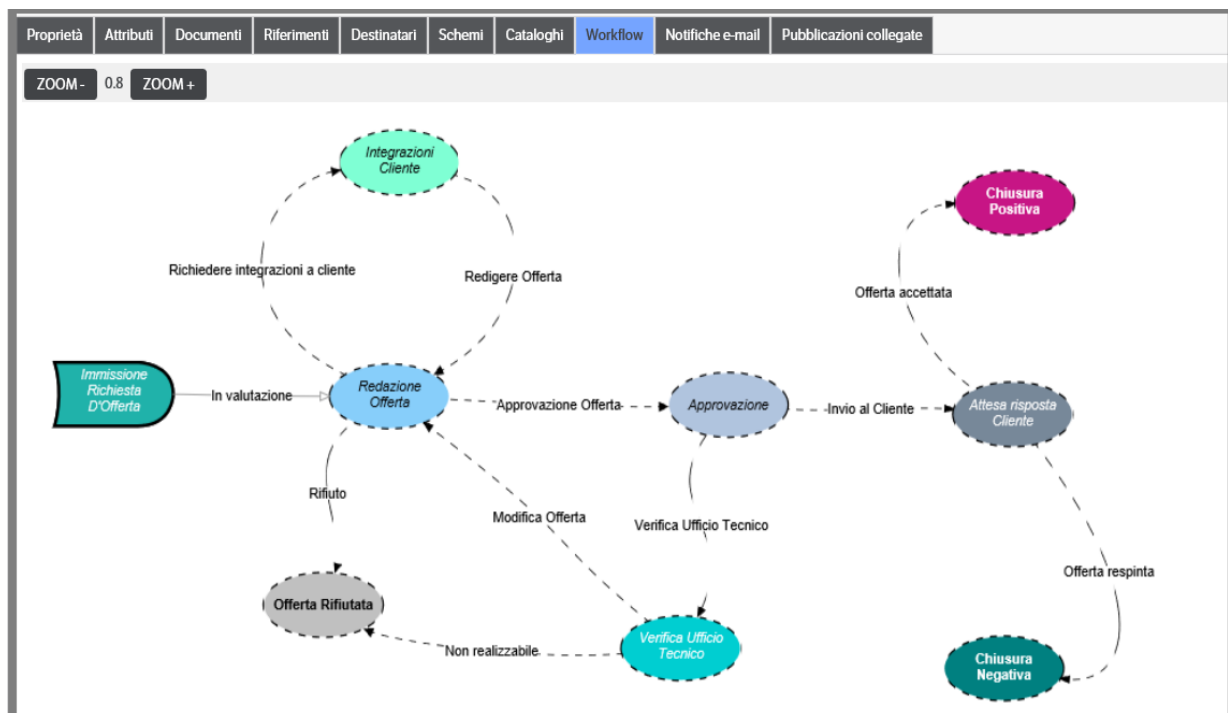 Proprietà Attributi Documenti Riferimenti Destinatari Schemi Cataloghi Workflow Notifiche e-mail Pubblicazioni collegate
ZOOM - 0.8 ZOOM +
Integrazioni
Cliente
Chiusura
Positiva
Richiedere integrazioni a cliente
Redigere Offerta
Offerta accettata
Immissione
Richiesta
D'Offerta
In valutazione
Redazione
Offerta
Approvazione Offerta
Approvazione
Invio al Cliente
Attesa risposta
Cliente
Rifiuto
Modifica Offerta
Verifica Ufficio Tecnico
Offerta respinta
Offerta Rifiutata
Non realizzabile
Verifica Ufficio
Tecnico
Chiusura
Negativa